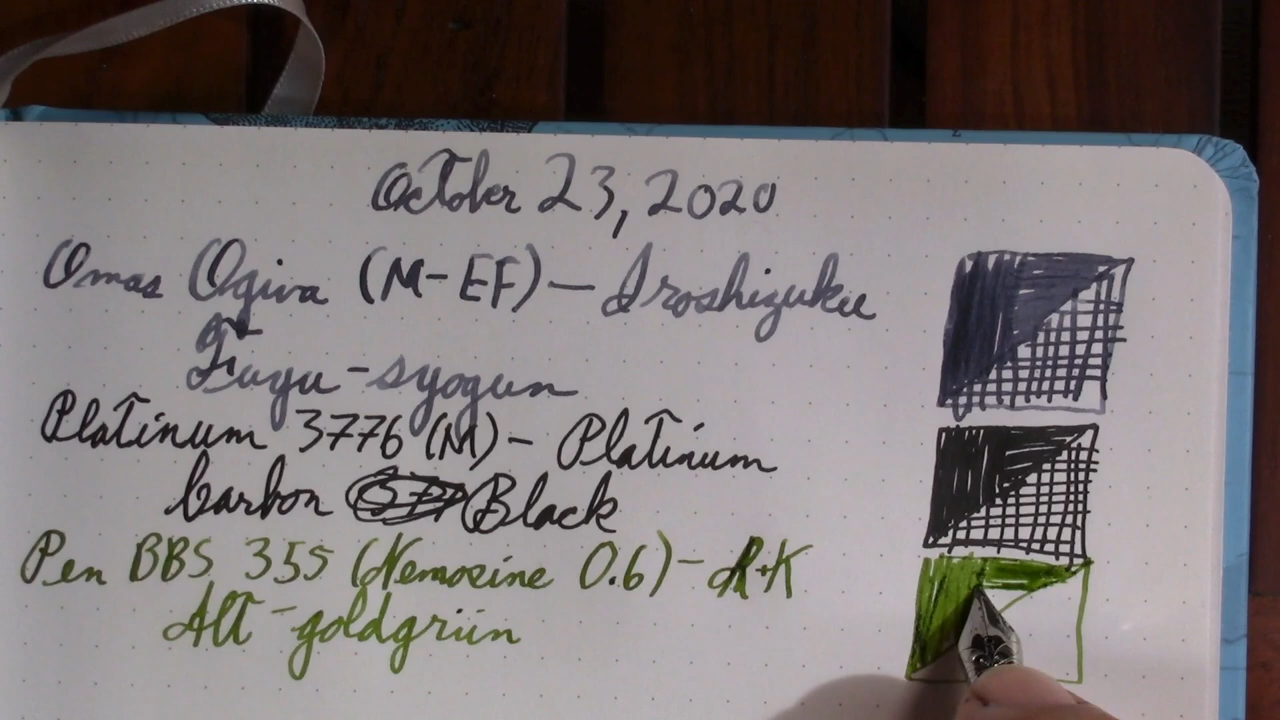 October 23, 2020
Omas Ogiva (M-EF) — Iroshizuku
Fuyu-syogun
Platinum 3776 (M) - Platinum
Carbon Black
Pen BBS 355 (Nemosine 0.6) - R+K
Alt-goldgrün